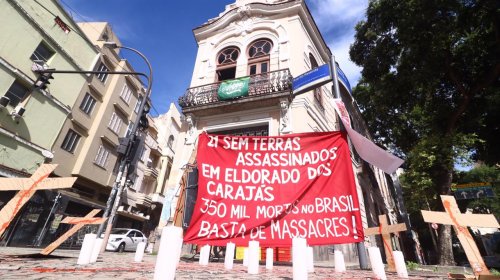 21 SEM TERRAS
ASSASSINADOS
EM ELDORADO DOS
CARAJÁS
350 MIL MORTOS NO BRASIL
BASTA DE MASSACRES!